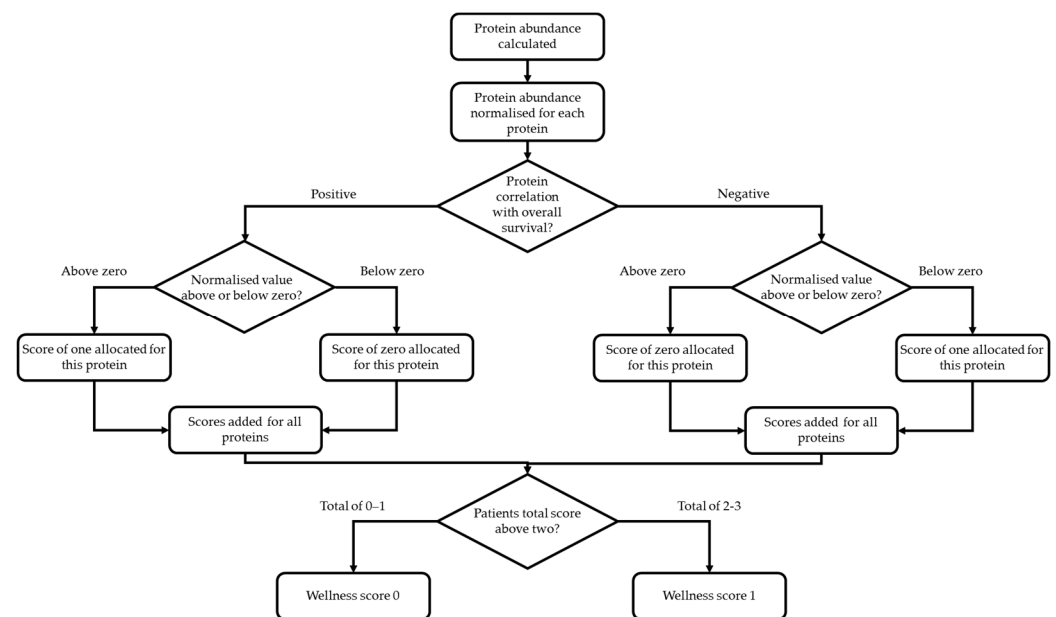 Protein abundance
calculated
Protein abundance
normalised for each
protein
Protein
correlation
with overall
survival?
Positive
Negative
Normalised value
above or below zero?
Above zero
Below zero
Normalised value
above or below zero?
Above zero
Below zero
Score of one allocated for
this protein
Score of zero allocated
for this protein
Score of zero allocated
for this protein
Score of one allocated for
this protein
Scores added for all
proteins
Scores added for all
proteins
Total of 0–1
Patients total score
above two?
Total of 2-3
Wellness score 0
Wellness score 1